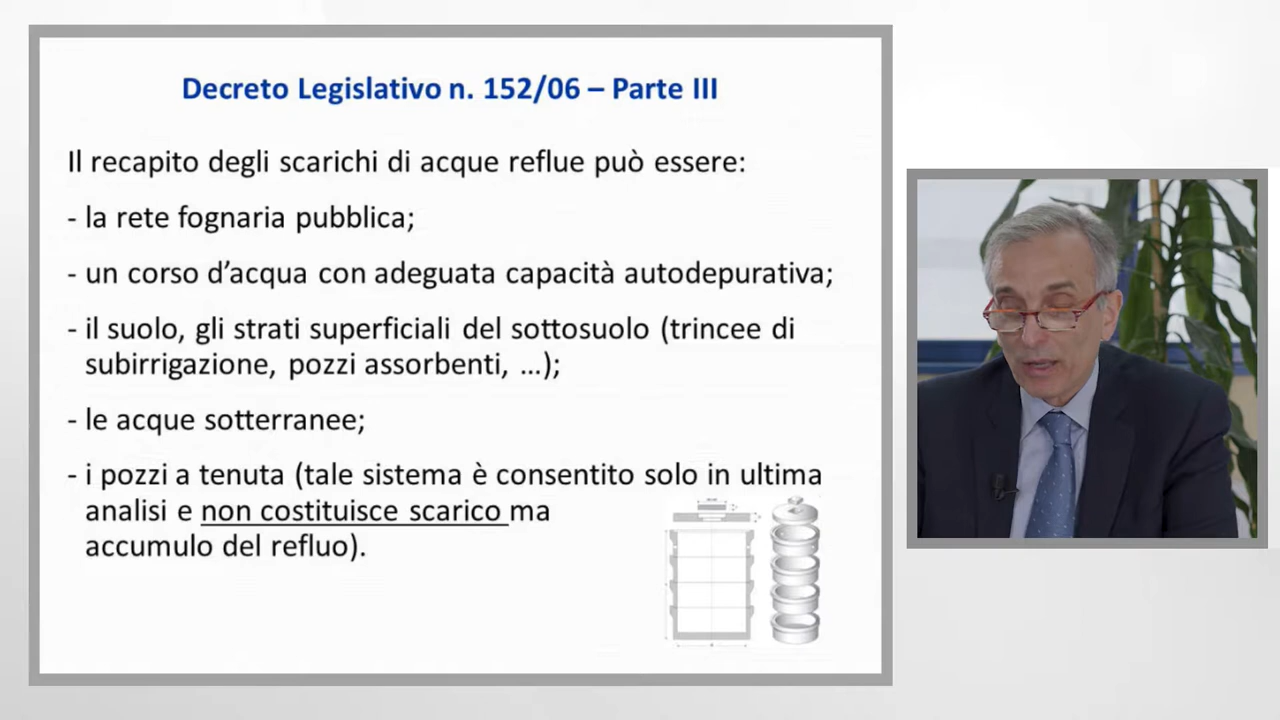 Decreto Legislativo n. 152/06 – Parte III
Il recapito degli scarichi di acque reflue può essere:
- la rete fognaria pubblica;
- un corso d’acqua con adeguata capacità autodepurativa;
- il suolo, gli strati superficiali del sottosuolo (trincee di
subirrigazione, pozzi assorbenti, ...);
- le acque sotterranee;
- i pozzi a tenuta (tale sistema è consentito solo in ultima
analisi e non costituisce scarico ma
accumulo del refluo).